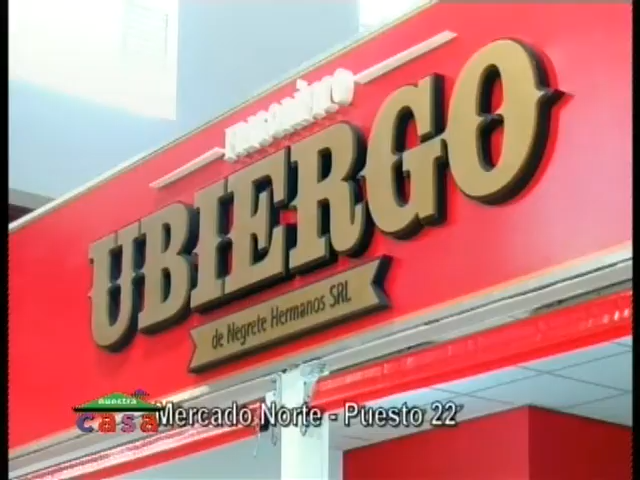 UBIERGO
de Negrete Hermanos SRL
nuestra
casa
Mercado Norte - Puesto 22